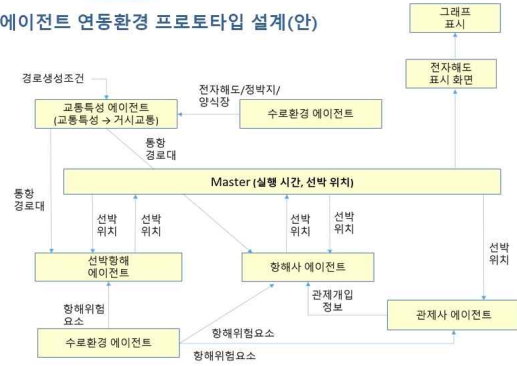 에이전트 연동환경 프로토타입 설계(안)
그래프
표시
전자해도
표시 화면
경로생성조건
교통특성 에이전트
(교통특성 → 거시교통)
전자해도/정박지/
양식장
수로환경 에이전트
통항
경로대
Master (실행 시간, 선박 위치)
통항
경로대
선박
위치
선박
위치
선박
위치
선박
위치
선박
위치
선박항해
에이전트
항해사 에이전트
관제개입
정보
관제사 에이전트
항해위험
요소
수로환경 에이전트
항해위험요소
항해위험요소